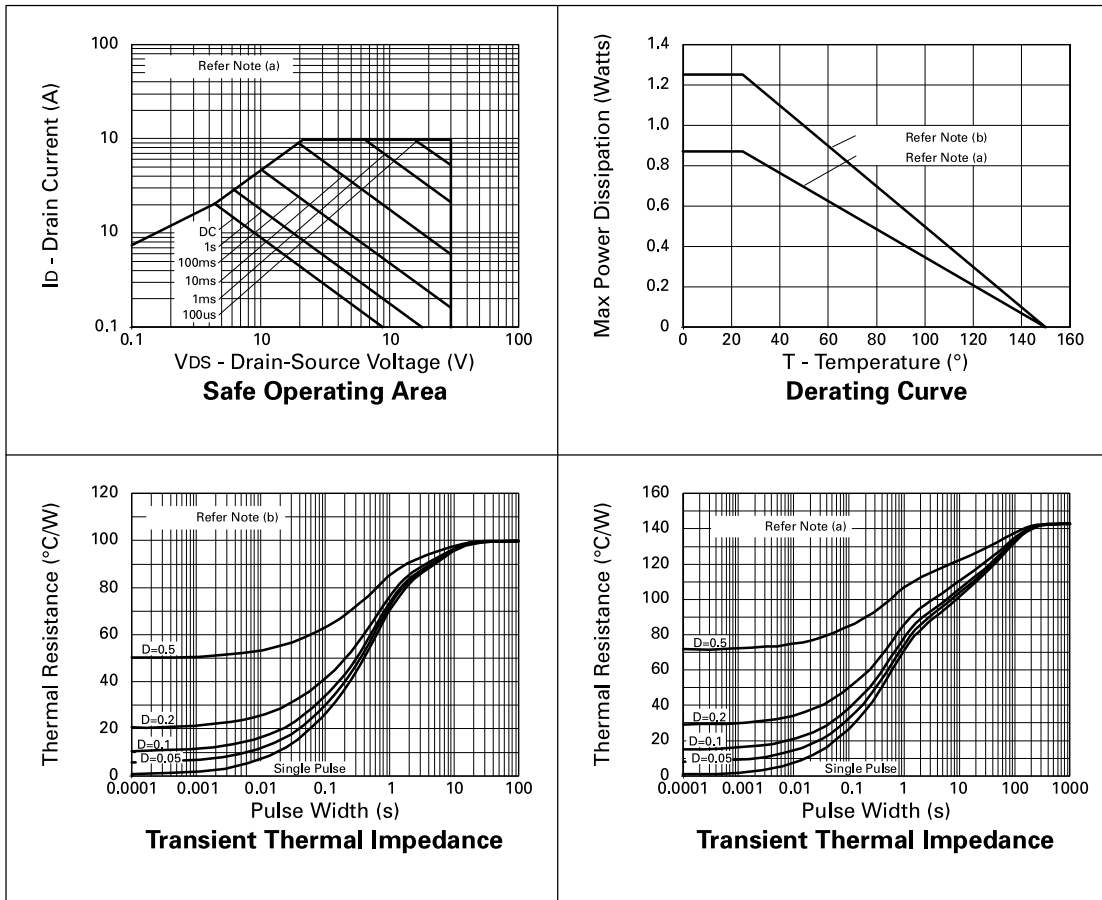 100
Refer Note (a)
10
10
0.1
DC
1s
100ms
10ms
1ms
100us
0.1
1
10
100
ID - Drain Current (A)
VDS - Drain-Source Voltage (V)
Safe Operating Area
1.4
1.2
1.0
0.8
0.6
0.4
0.2
0
Refer Note (b)
Refer Note (a)
0 20 40 60 80 100 120 140 160
Max Power Dissipation (Watts)
T - Temperature (°)
Derating Curve
120
100
80
60
40
20
0
Refer Note (b)
D=0.5
D=0.2
D=0.1
D=0.05
Single Pulse
0.0001 0.001 0.01 0.1 1 10 100
Thermal Resistance (°C/W)
Pulse Width (s)
Transient Thermal Impedance
160
140
120
100
80
60
40
20
0
Refer Note (a)
D=0.5
D=0.2
D=0.1
D=0.05
Single Pulse
0.0001 0.001 0.01 0.1 1 10 100 1000
Thermal Resistance (°C/W)
Pulse Width (s)
Transient Thermal Impedance